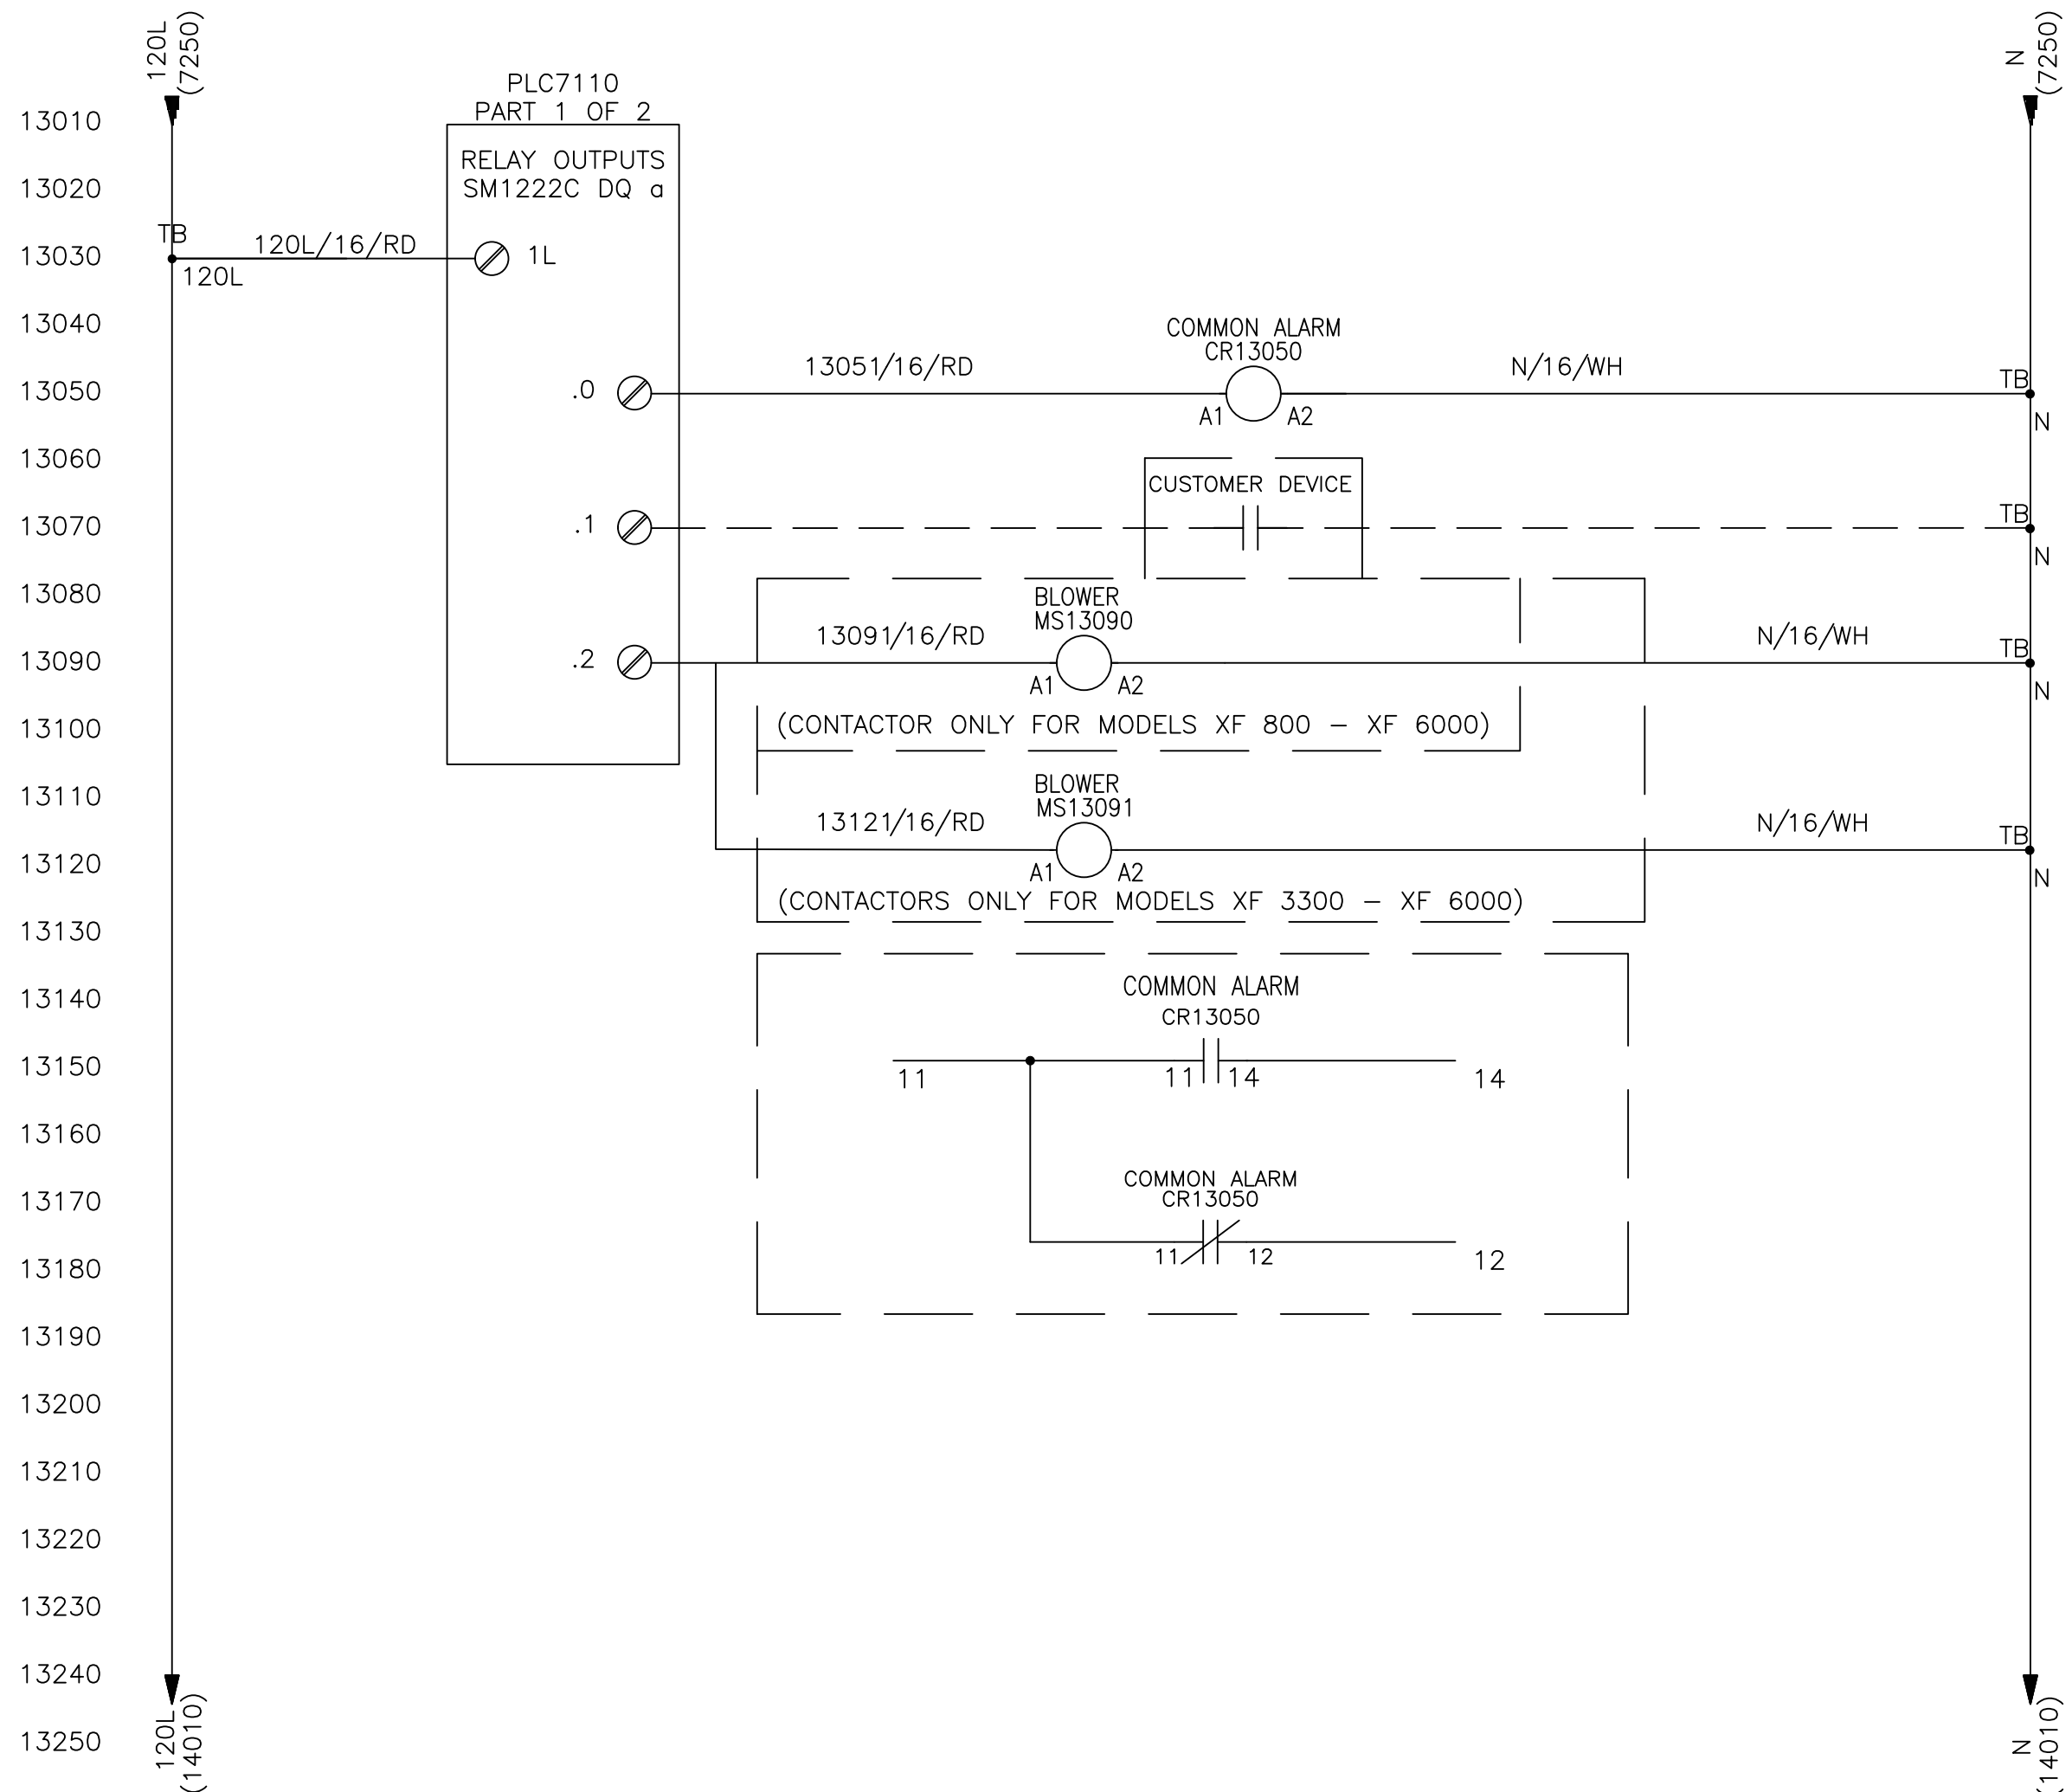 120L
(7250)
N
(7250)
PLC7110
PART 1 OF 2
13010
RELAY OUTPUTS
SM1222C DQ a
13020
TB
120L/16/RD
1L
13030
120L
13040
COMMON ALARM
CR13050
13051/16/RD
N/16/WH
TB
13050
.0
A1
A2
N
13060
CUSTOMER DEVICE
13070
.1
TB
N
13080
BLOWER
MS13090
13091/16/RD
N/16/WH
TB
13090
.2
A1
A2
N
13100
(CONTACTOR ONLY FOR MODELS XF 800 - XF 6000)
13110
BLOWER
MS13091
13121/16/RD
N/16/WH
TB
13120
A1
A2
N
(CONTACTORS ONLY FOR MODELS XF 3300 - XF 6000)
13130
13140
COMMON ALARM
CR13050
13150
11
11
14
14
13160
13170
COMMON ALARM
CR13050
13180
11
12
12
13190
13200
13210
13220
13230
13240
13250
120L
(14010)
N
(14010)